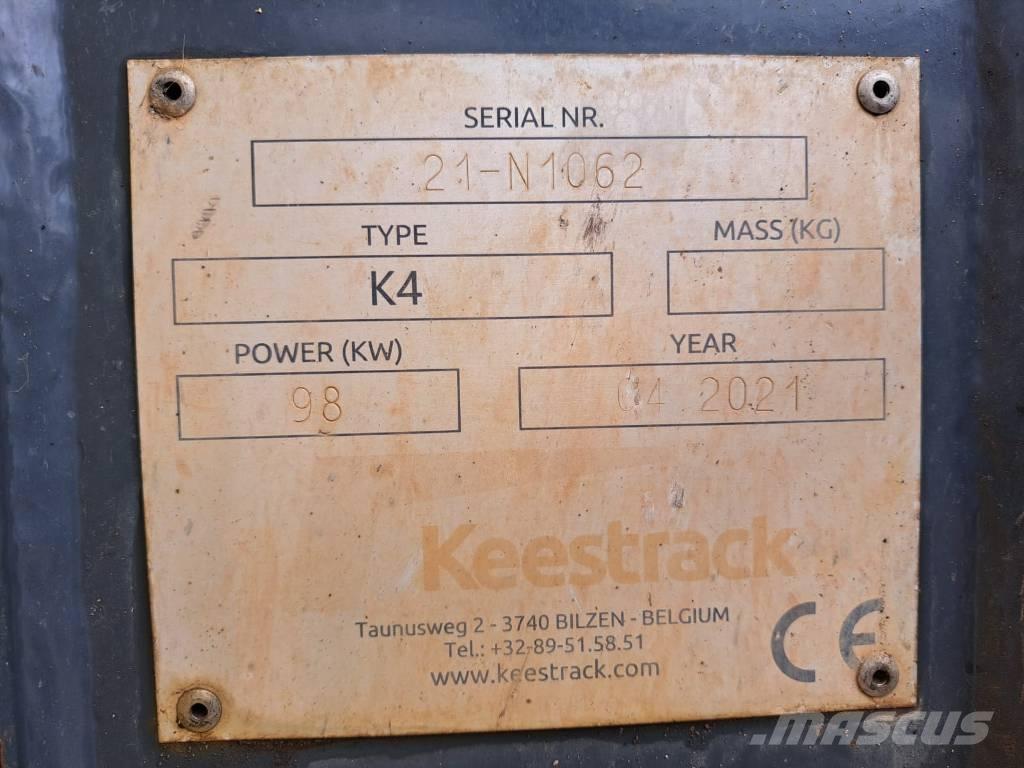 SERIAL NR.
21-N1062
TYPE
MASS (KG)
K4
POWER (KW)
YEAR
98
04 2021
Keestrack
Taunusweg 2 - 3740 BILZEN - BELGIUM
Tel.: +32-89-51.58.51
www.keestrack.com
CE
MASCUS